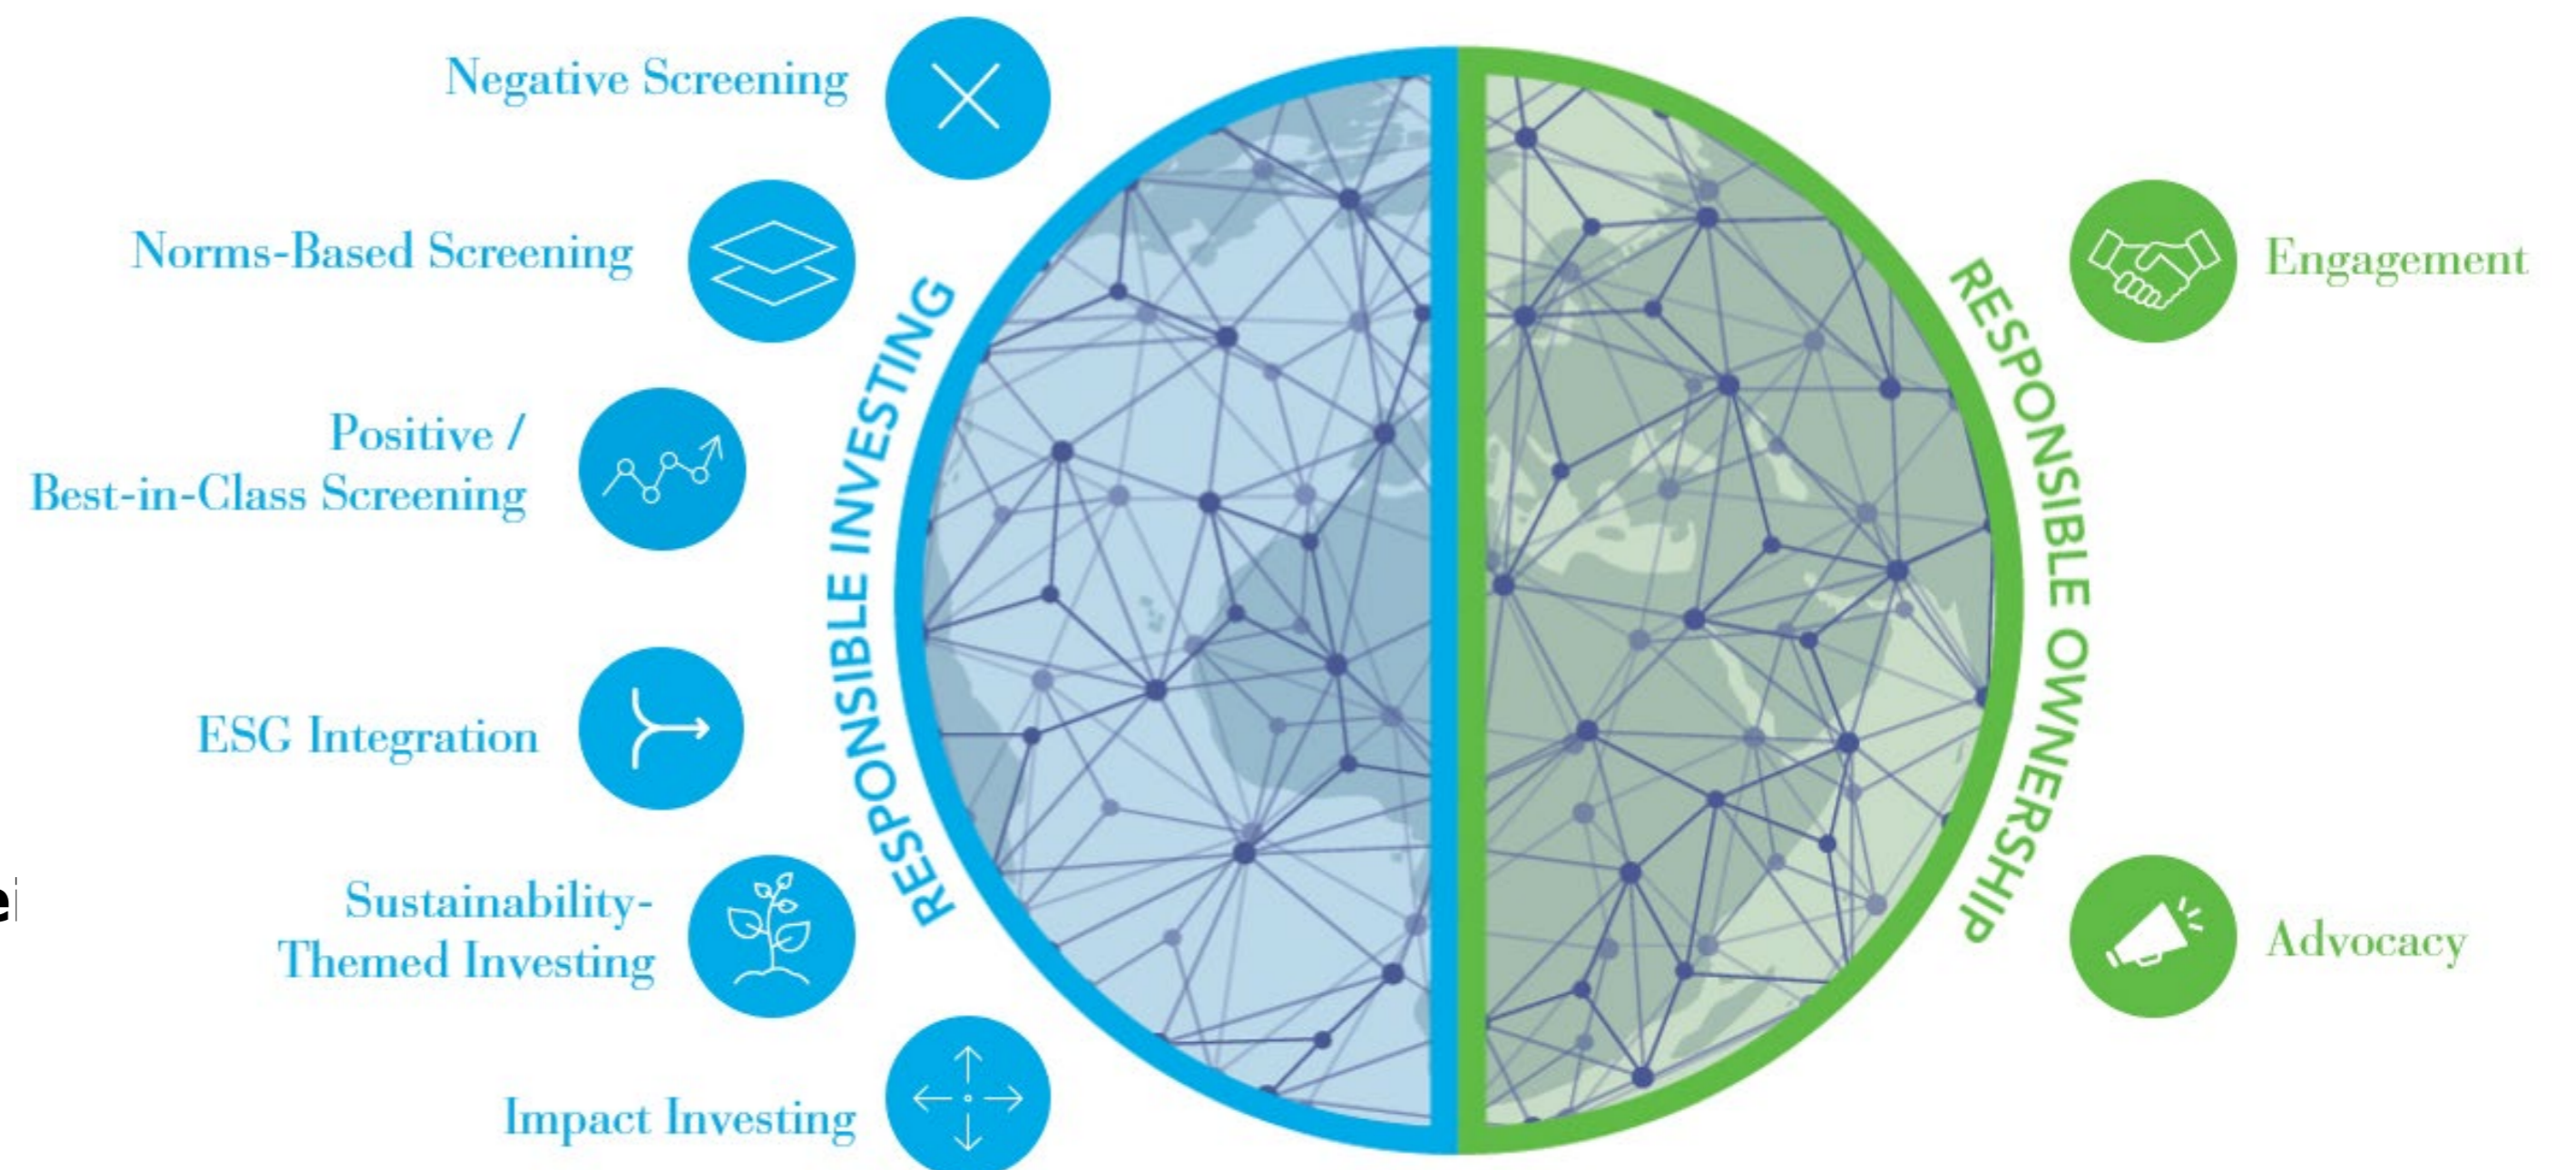 Negative Screening
Norms-Based Screening
Positive /
Best-in-Class Screening
ESG Integration
Sustainability-
Themed Investing
Impact Investing
RESPONSIBLE INVESTING
RESPONSIBLE OWNERSHIP
Engagement
Advocacy